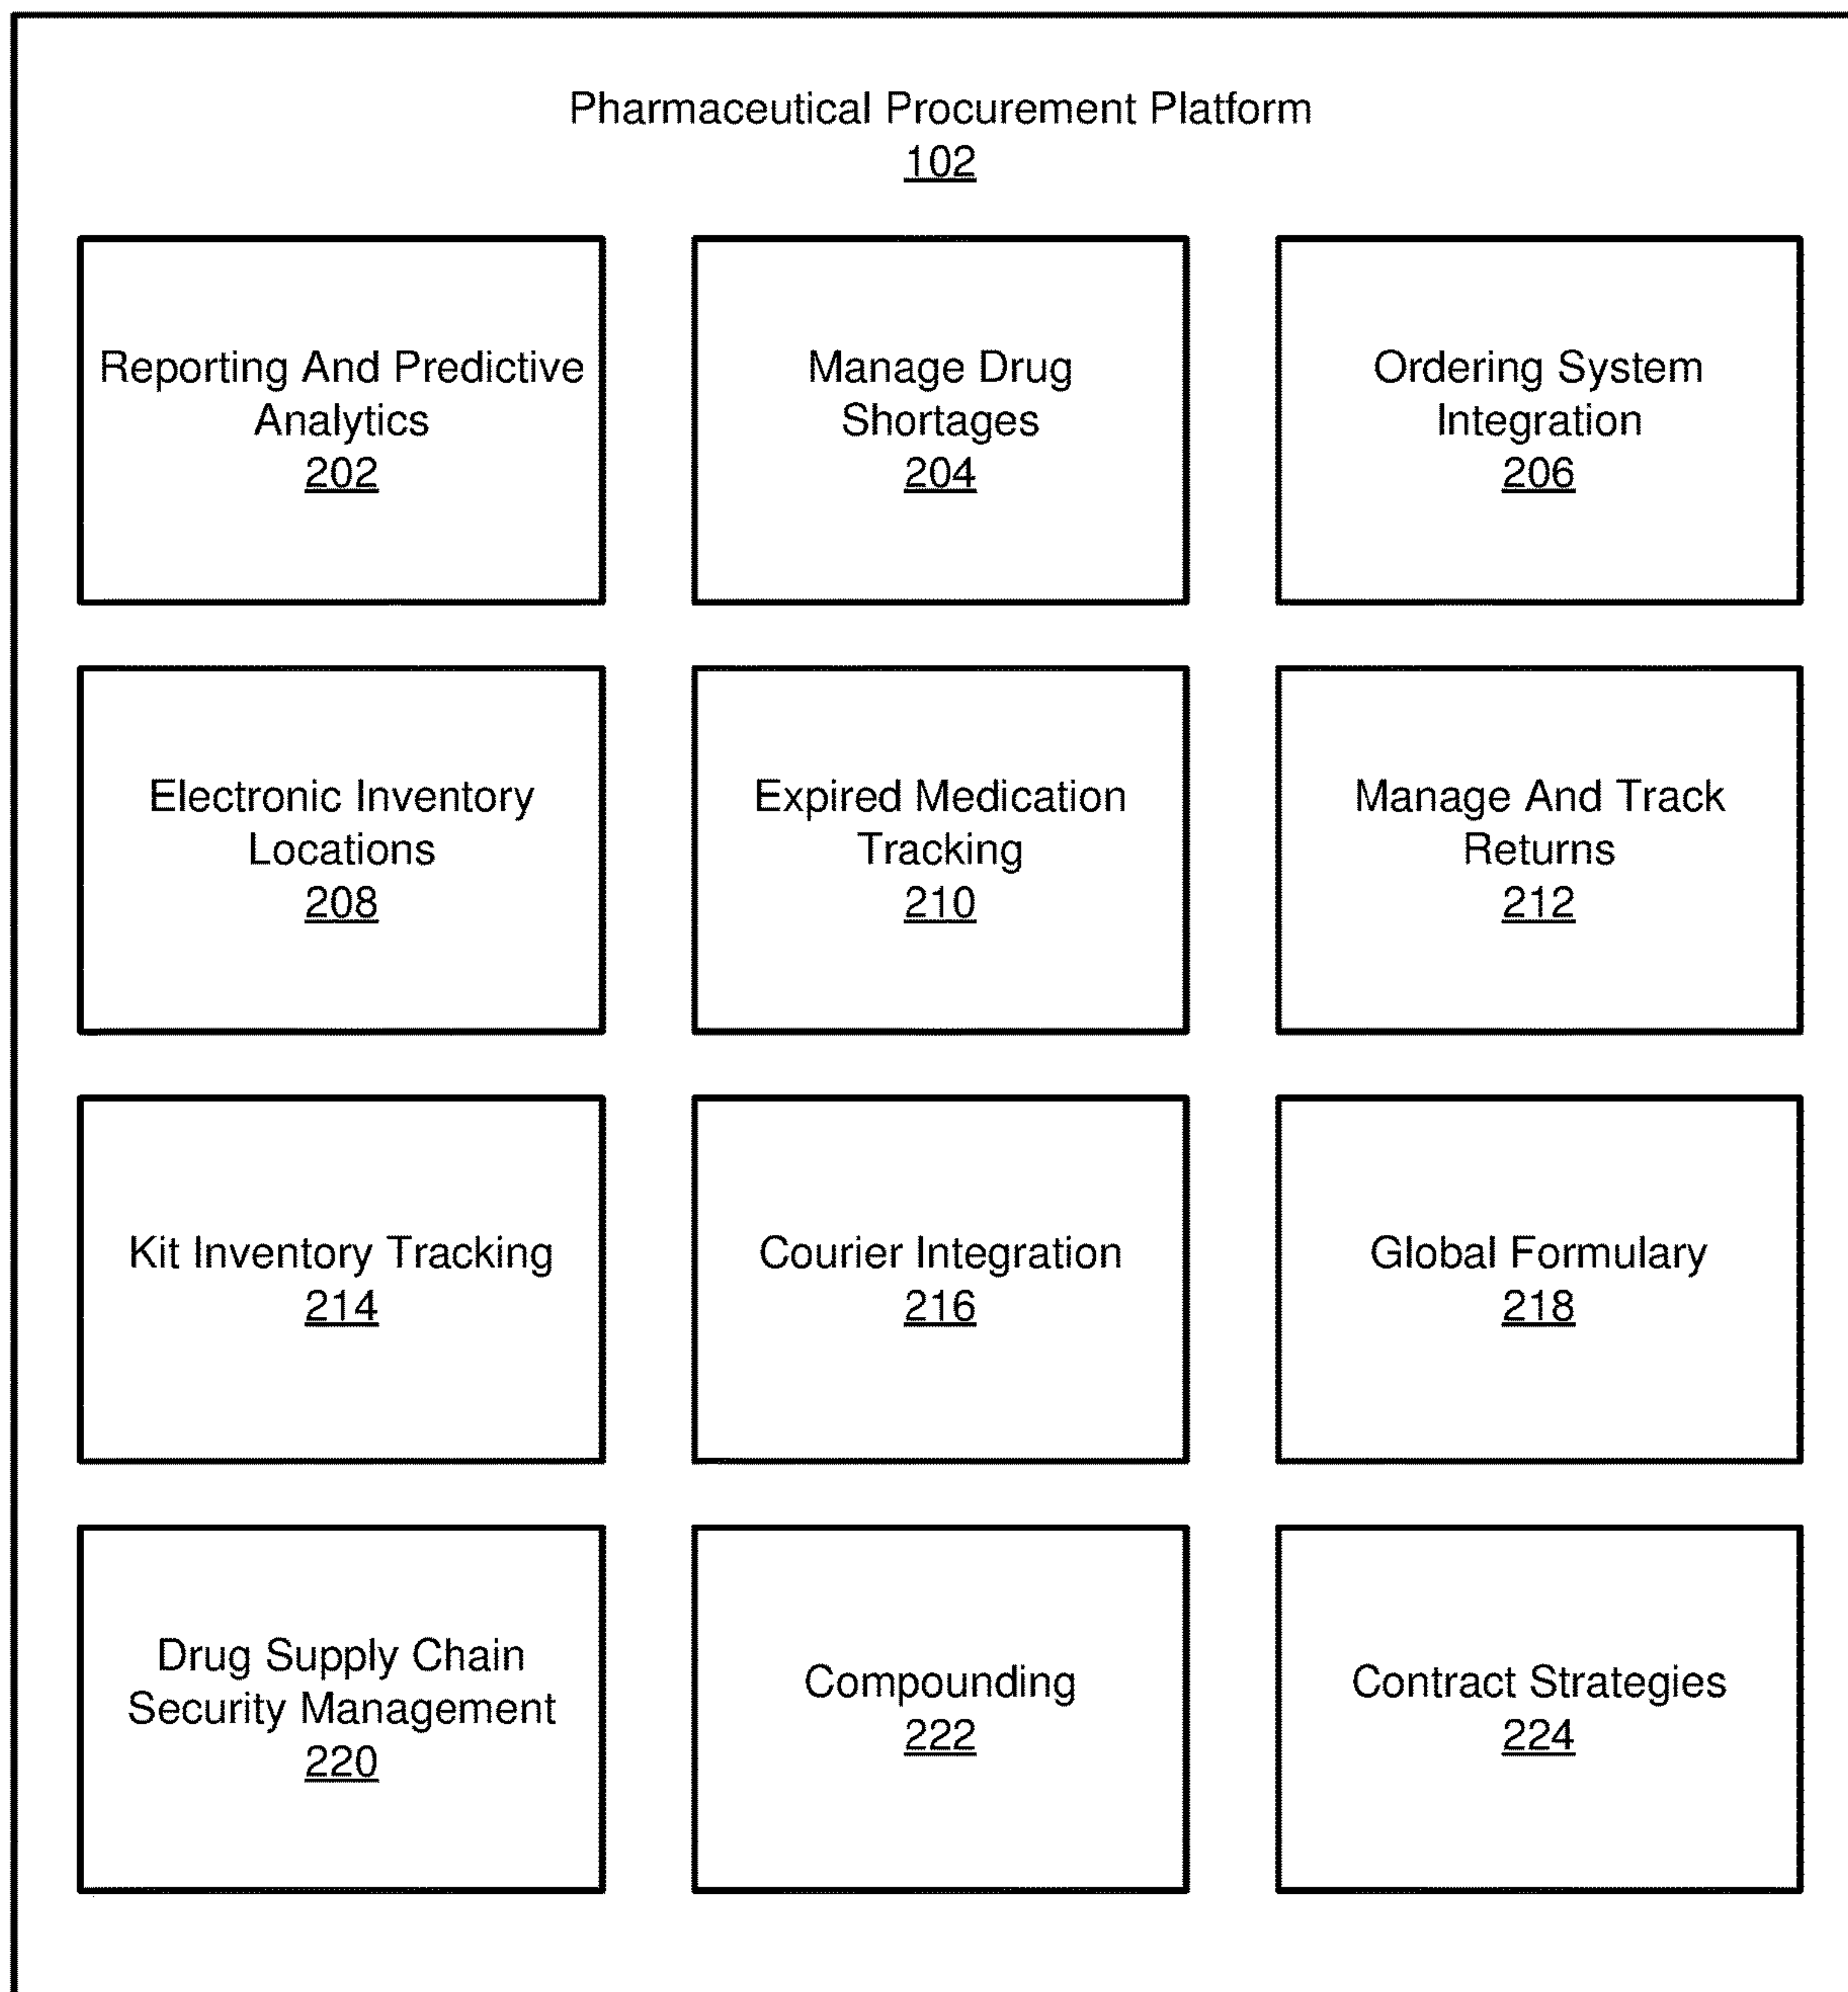 Pharmaceutical Procurement Platform
102
Reporting And Predictive
Analytics
202
Manage Drug
Shortages
204
Ordering System
Integration
206
Electronic Inventory
Locations
208
Expired Medication
Tracking
210
Manage And Track
Returns
212
Kit Inventory Tracking
214
Courier Integration
216
Global Formulary
218
Drug Supply Chain
Security Management
220
Compounding
222
Contract Strategies
224